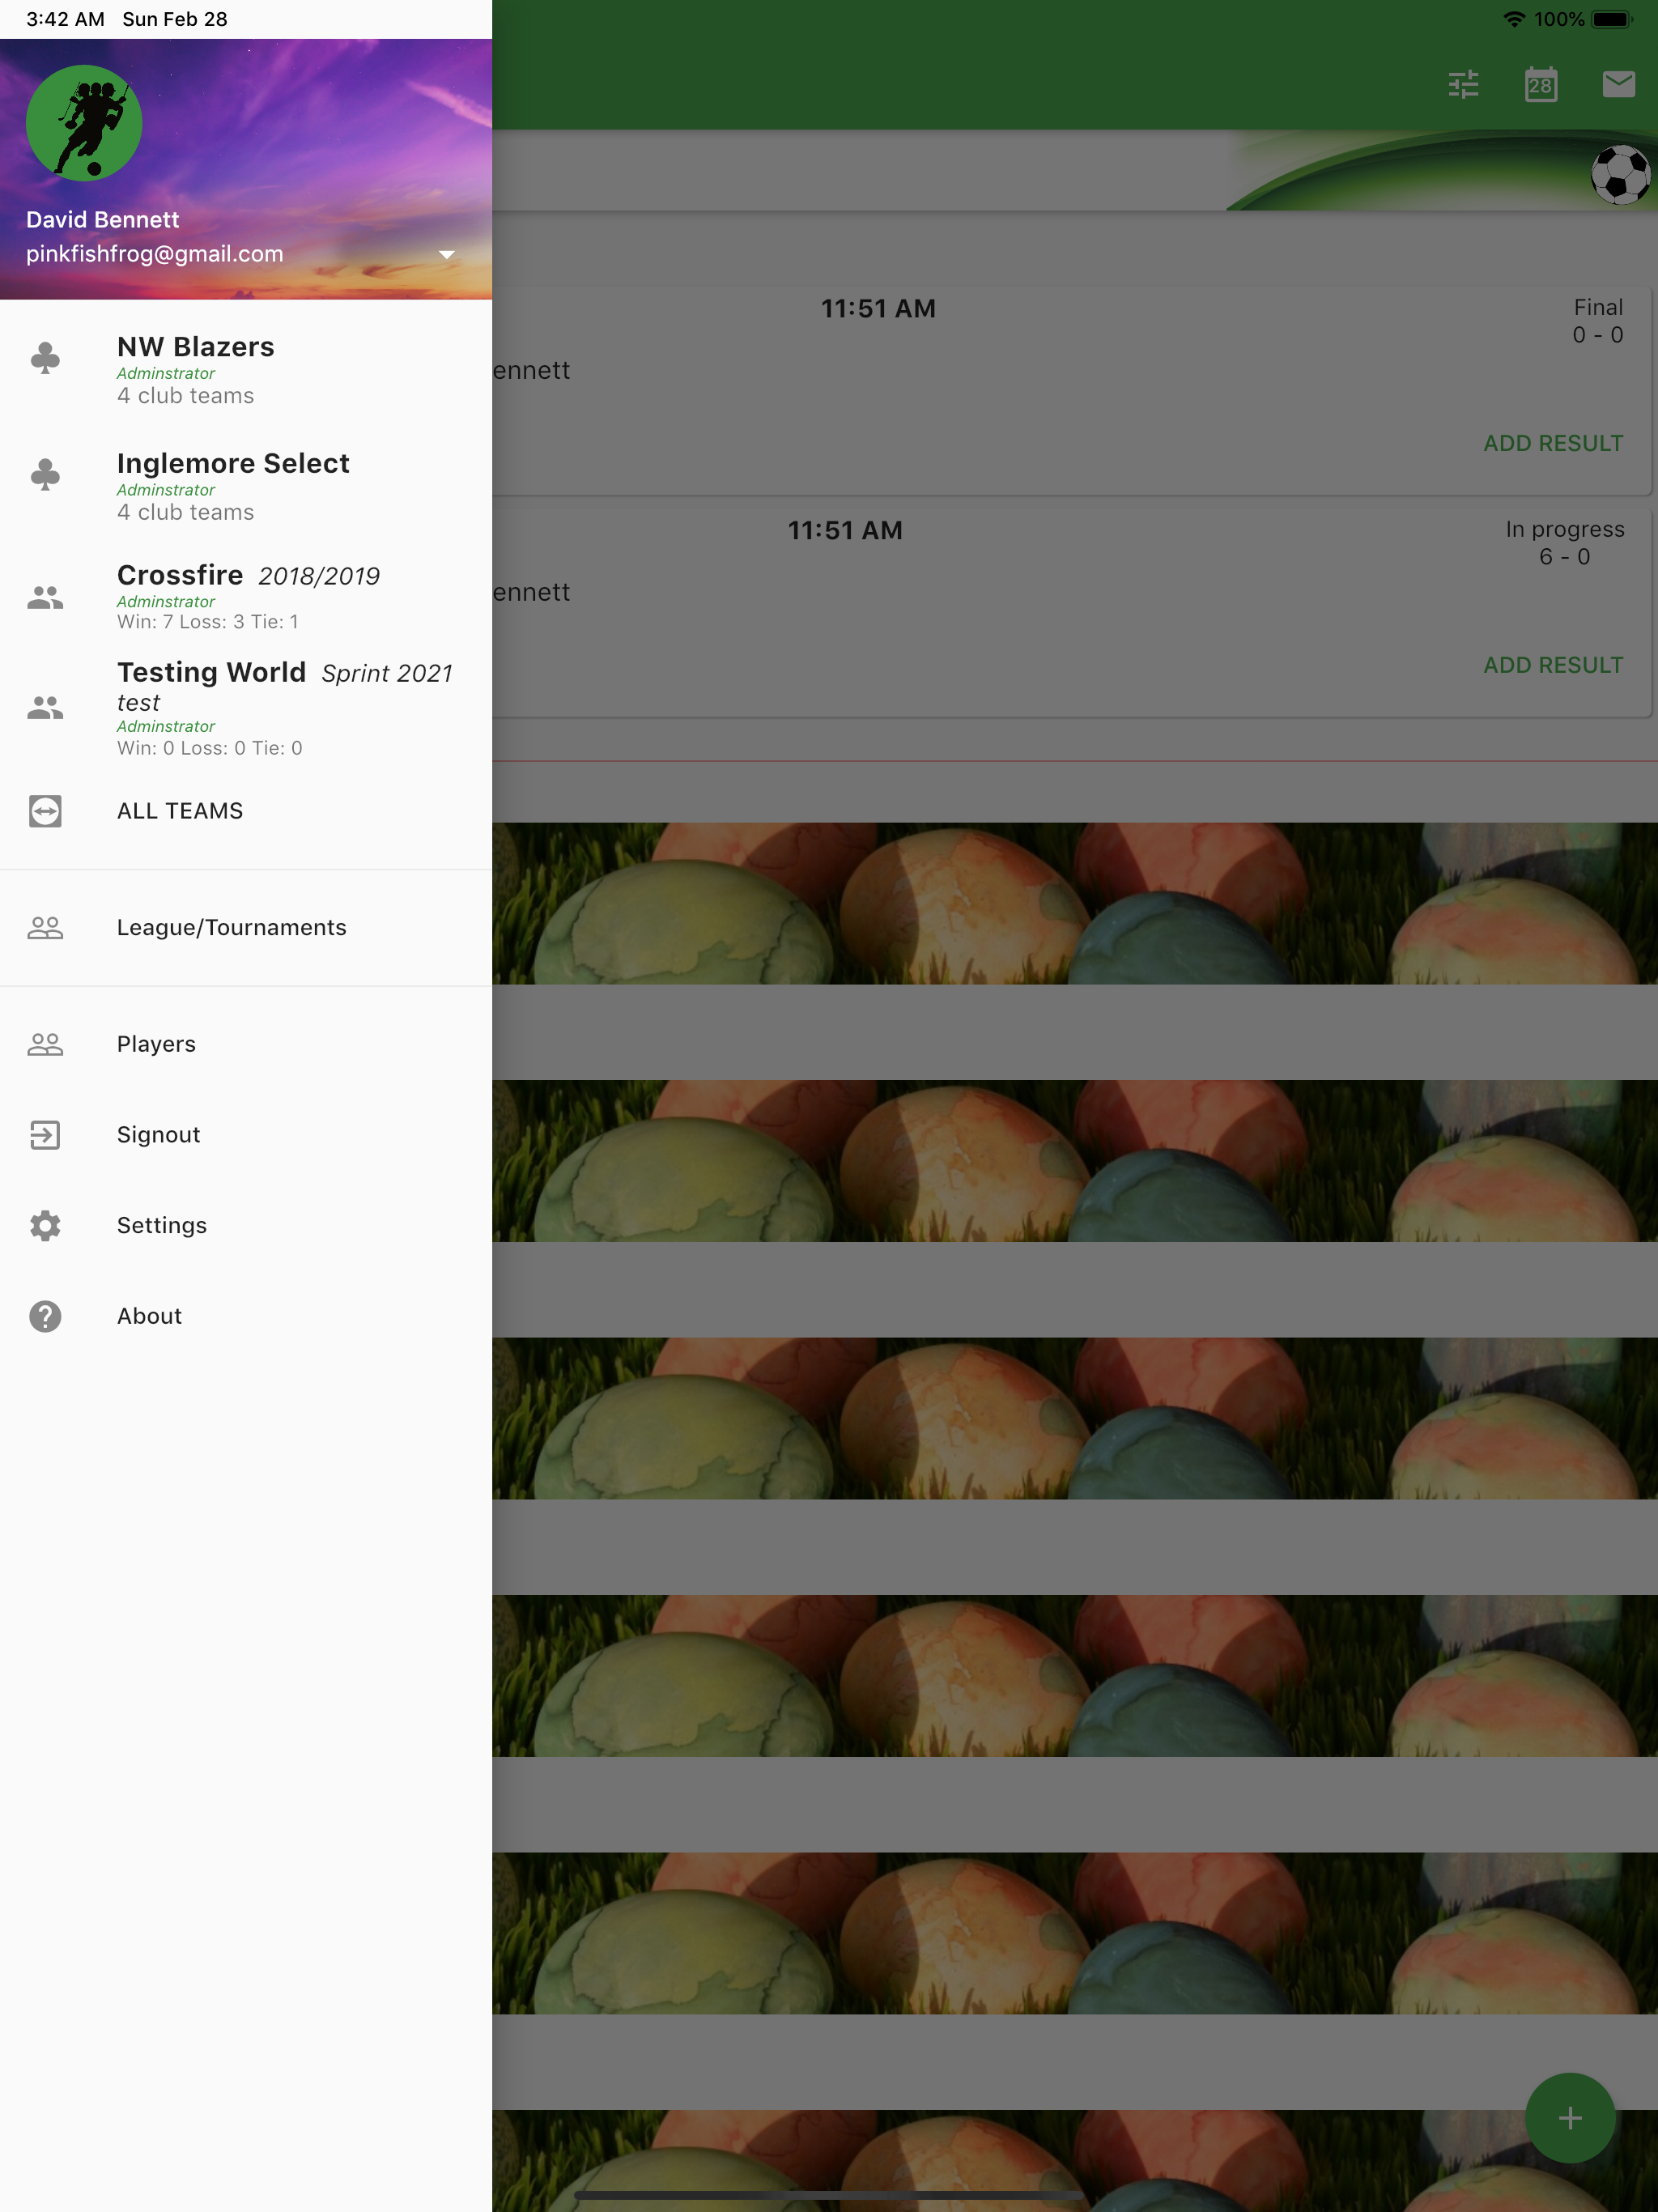 3:42 AM Sun Feb 28
100%
28
David Bennett
pinkfishfrog@gmail.com
NW Blazers
Adminstrator
4 club teams
Inglemore Select
Adminstrator
4 club teams
Crossfire 2018/2019
Adminstrator
Win: 7 Loss: 3 Tie: 1
Testing World Sprint 2021
test
Adminstrator
Win: 0 Loss: 0 Tie: 0
ALL TEAMS
League/Tournaments
Players
Signout
Settings
About
11:51 AM
Final
0 - 0
ennett
ADD RESULT
11:51 AM
In progress
6 - 0
ennett
ADD RESULT